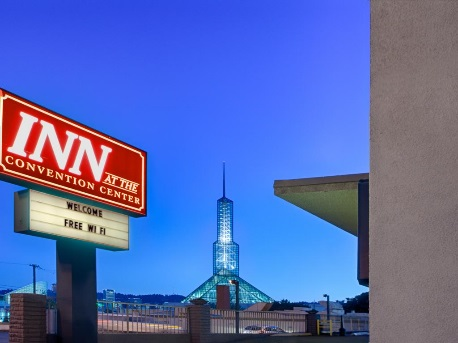 INN AT THE
CONVENTION CENTER
WELCOME
FREE WI FI